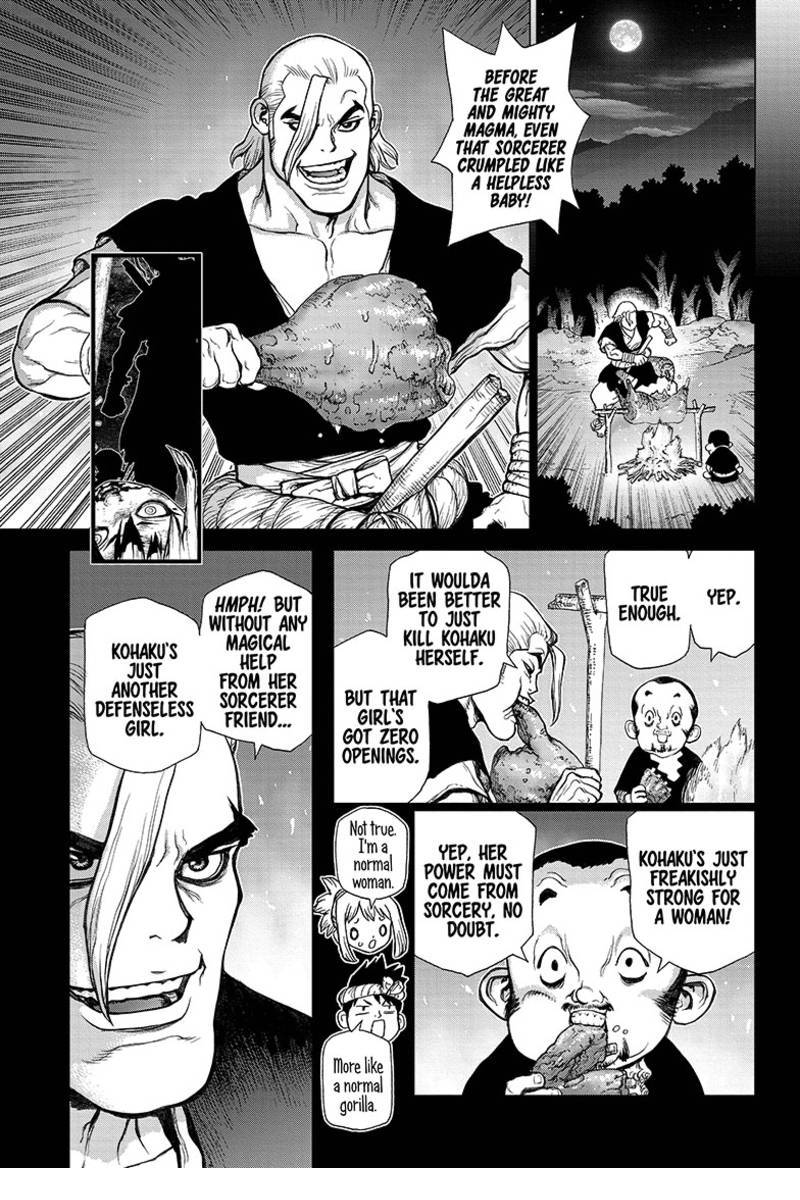 BEFORE
THE GREAT
AND MIGHTY
MAGMA, EVEN
THAT SORCERER
CRUMPLED LIKE
A HELPLESS
BABY!
YEP.
TRUE
ENOUGH.
IT WOULDA
BEEN BETTER
TO JUST
KILL KOHAKU
HERSELF.
BUT THAT
GIRL'S
GOT ZERO
OPENINGS.
KOHAKU'S JUST
FREAKISHLY
STRONG FOR
A WOMAN!
YEP, HER
POWER MUST
COME FROM
SORCERY, NO
DOUBT.
Not true.
I'm a
normal
woman.
More like
a normal
gorilla.
HMPH! BUT
WITHOUT ANY
MAGICAL
HELP
FROM HER
SORCERER
FRIEND...
KOHAKU'S
JUST
ANOTHER
DEFENSELESS
GIRL.